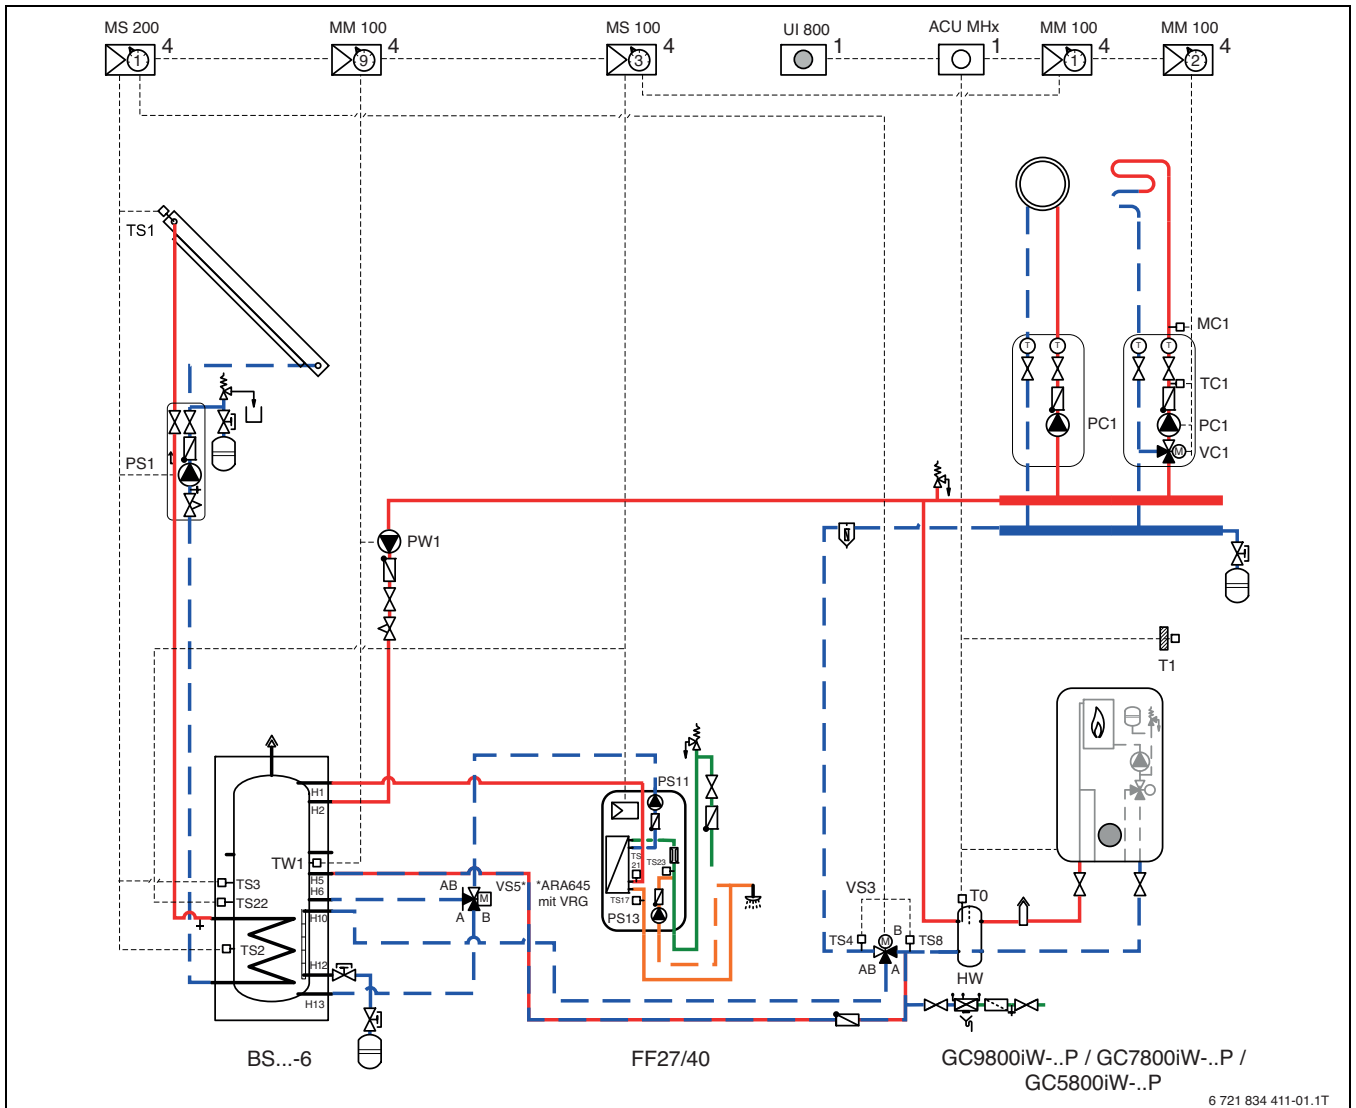 MS 200
4
1
MM 100
4
9
MS 100
4
3
UI 800
1
ACU MHx
1
MM 100
4
1
MM 100
4
2
TS1
MC1
T
T
T
T
TC1
PC1
PC1
VC1
M
PS1
PW1
T1
PS11
H1
H2
TW1
TS
21
TS23
TS3
H5
H6
AB
VS5*
*ARA645
mit VRG
M
TS22
TS17
VS3
T0
H10
A
B
PS13
B
TS2
TS4
M
TS8
H12
AB
A
HW
H13
BS...-6
FF27/40
GC9800iW-..P / GC7800iW-..P /
GC5800iW-..P
6 721 834 411-01.1T